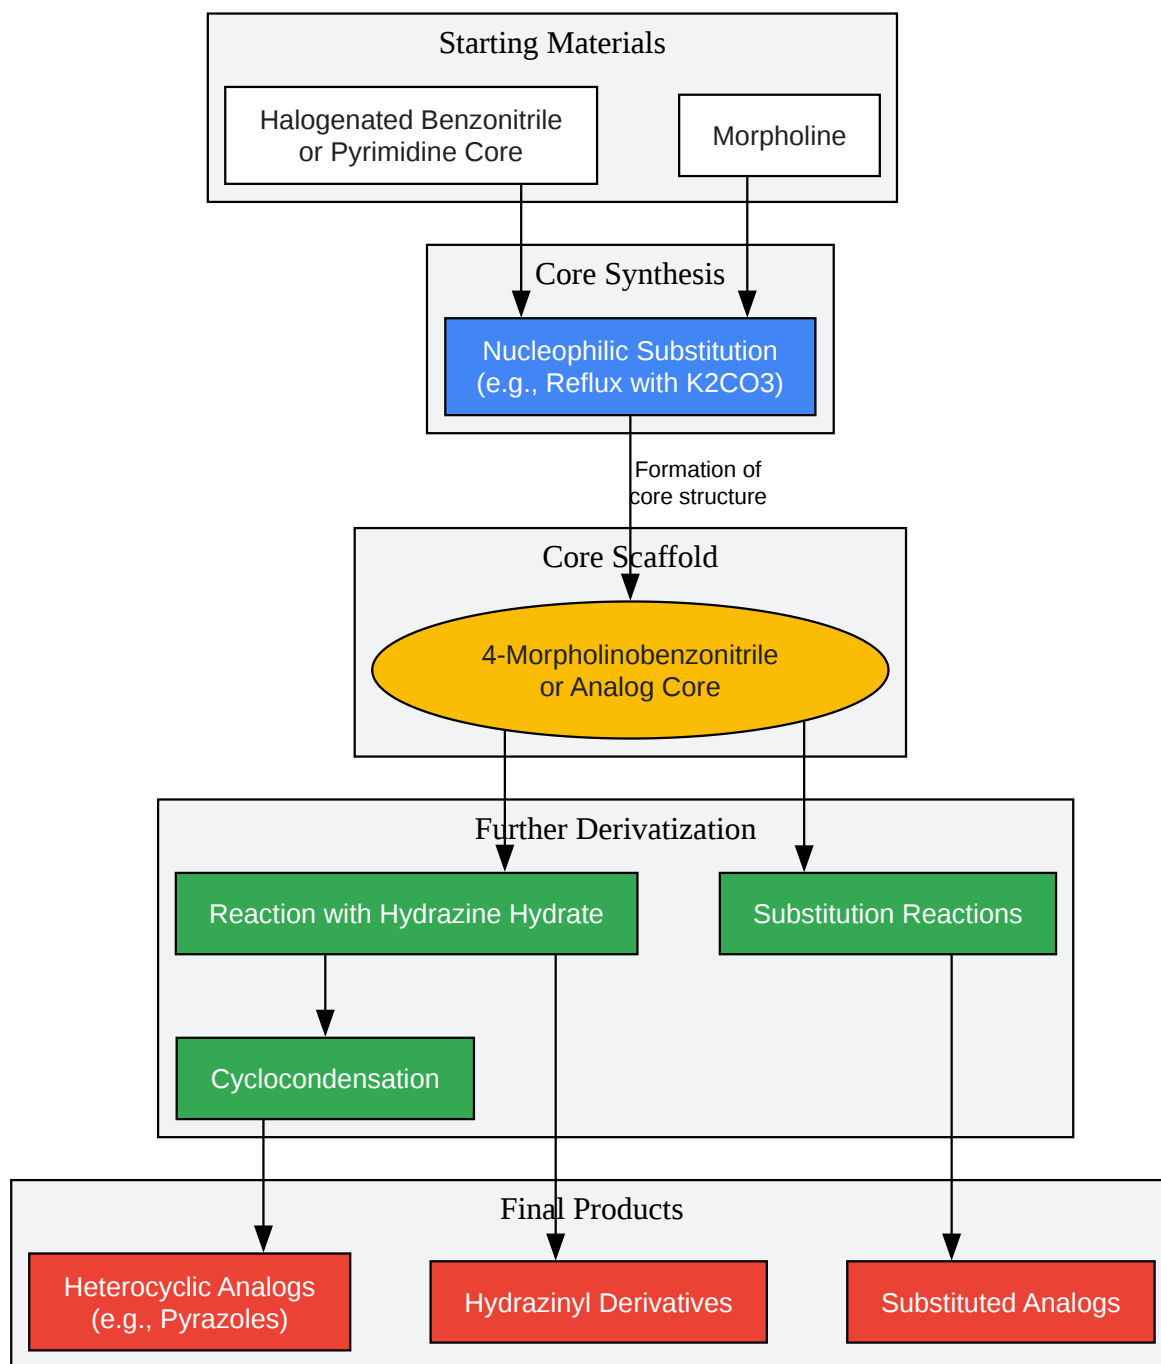 Starting Materials
Halogenated Benzonitrile
or Pyrimidine Core
Morpholine
Core Synthesis
Nucleophilic Substitution
(e.g., Reflux with K2CO3)
Formation of
core structure
Core Scaffold
4-Morpholinobenzonitrile
or Analog Core
Further Derivatization
Reaction with Hydrazine Hydrate
Substitution Reactions
Cyclocondensation
Final Products
Heterocyclic Analogs
(e.g., Pyrazoles)
Hydrazinyl Derivatives
Substituted Analogs